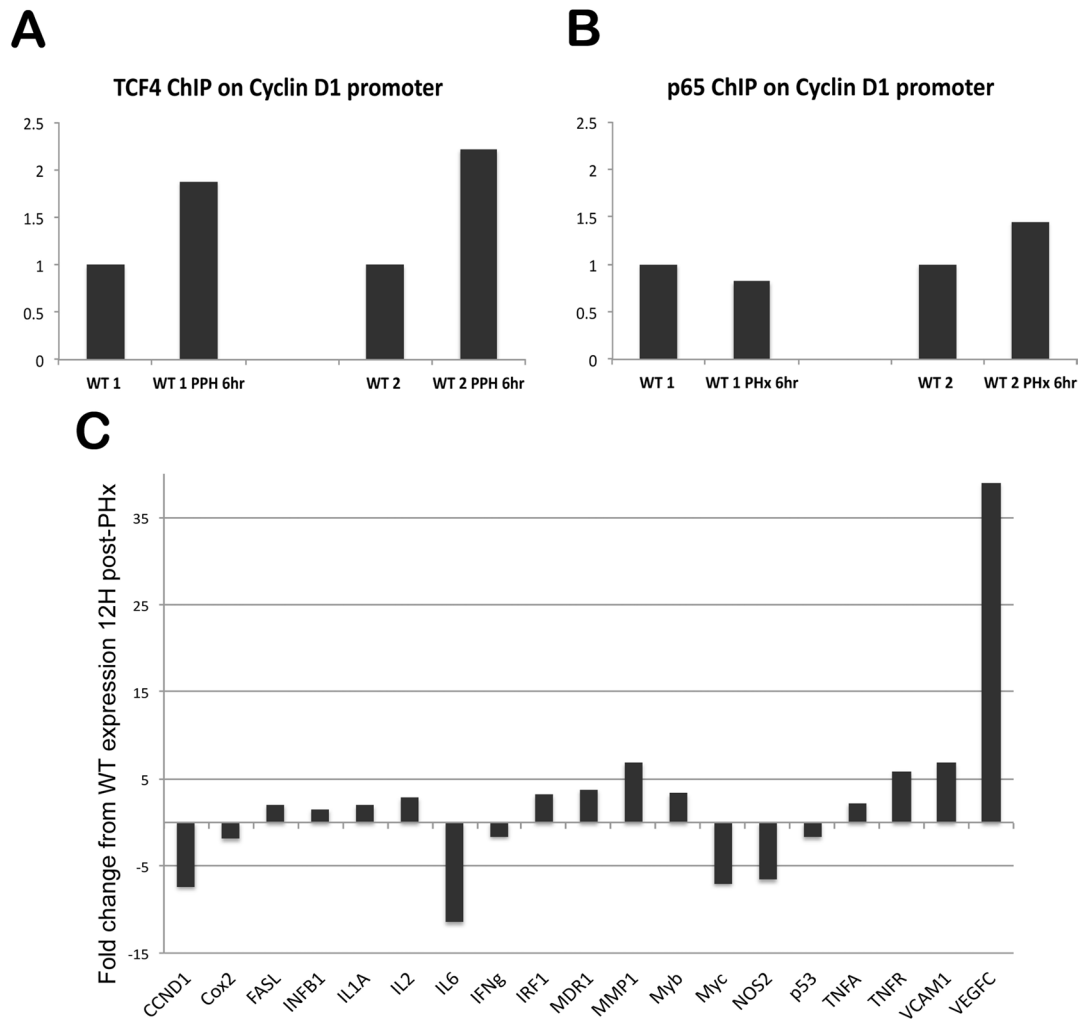 A
B
TCF4 ChIP on Cyclin D1 promoter
p65 ChIP on Cyclin D1 promoter
2.5
2
1.5
1
0.5
0
WT 1
WT 1 PPH 6hr
WT 2
WT 2 PPH 6hr
2.5
2
1.5
1
0.5
0
WT 1
WT 1 PHx 6hr
WT 2
WT 2 PHx 6hr
C
Fold change from WT expression 12H post-PHx
35
25
15
5
-5
-15
CCND1
Cox2
FASL
INFB1
IL1A
IL2
IL6
IFNg
IRF1
MDR1
MMP1
Myb
Myc
NOS2
p53
TNFA
TNFR
VCAM1
VEGFC